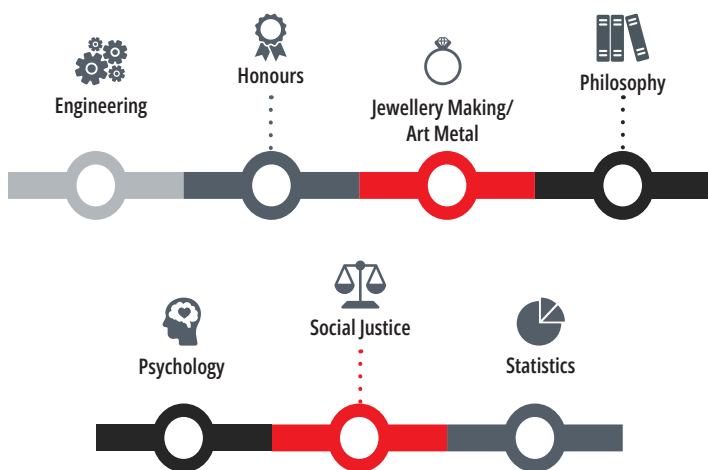 Engineering
Honours
Jewellery Making/
Art Metal
Philosophy
Psychology
Social Justice
Statistics